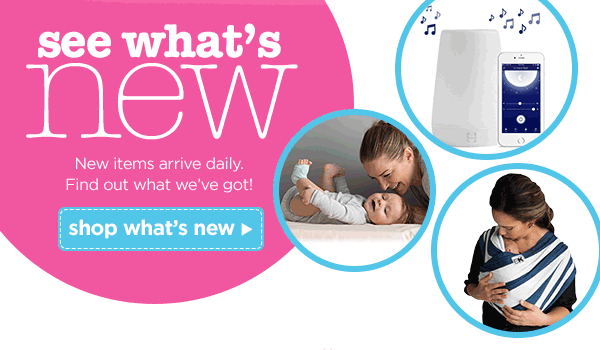 see what's
new
New items arrive daily.
Find out what we've got!
shop what's new